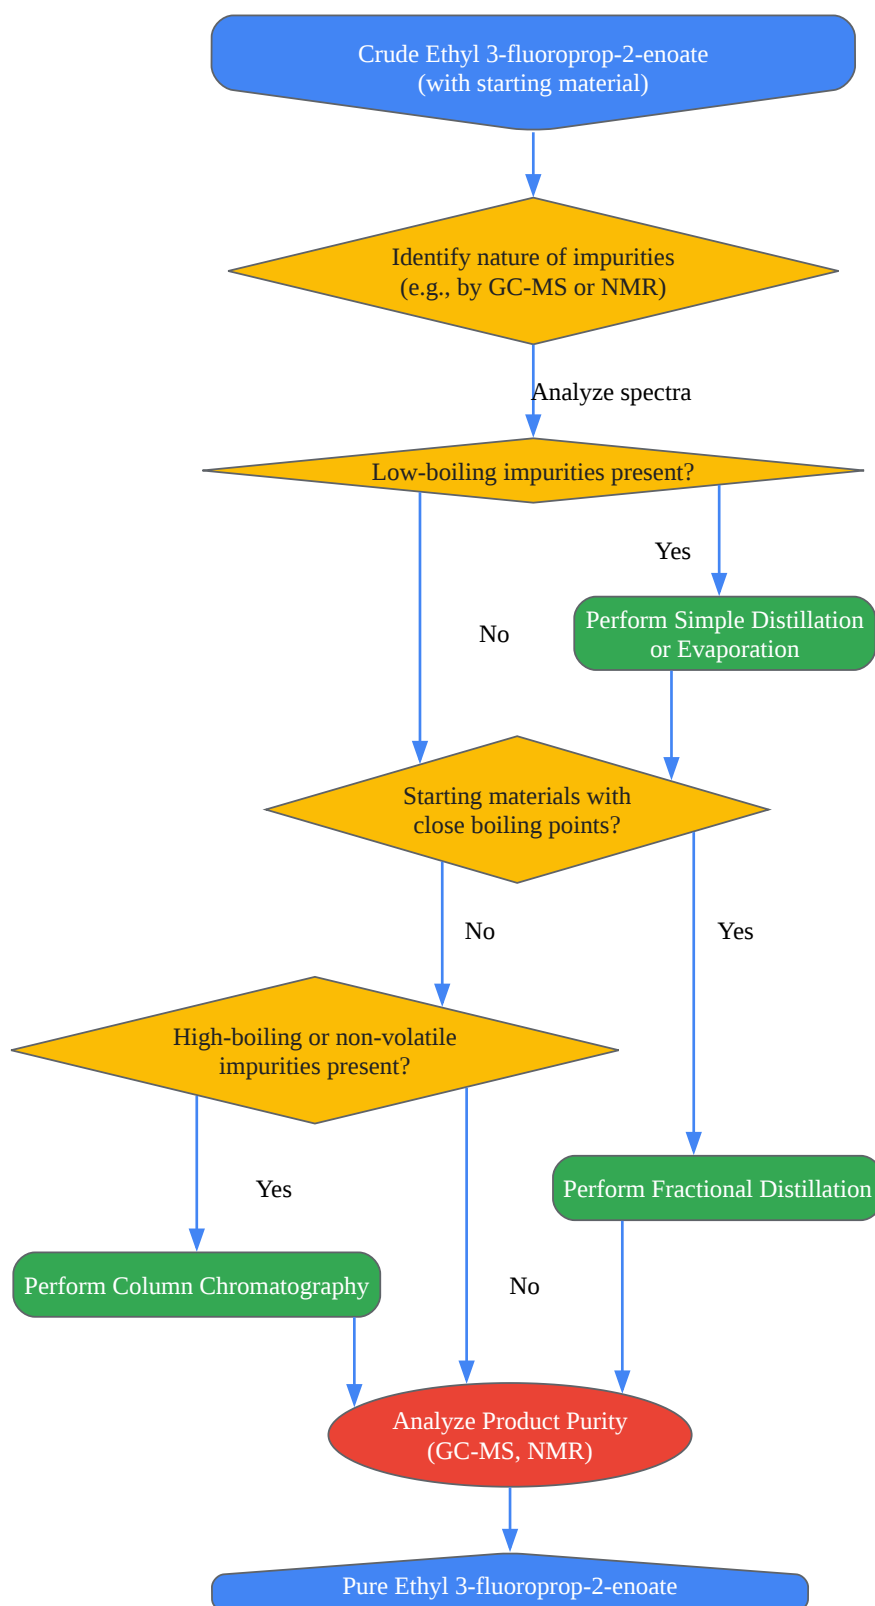 Crude Ethyl 3-fluoroprop-2-enoate
(with starting material)
Identify nature of impurities
(e.g., by GC-MS or NMR)
Analyze spectra
Low-boiling impurities present?
Yes
No
Perform Simple Distillation
or Evaporation
Starting materials with
close boiling points?
No
Yes
High-boiling or non-volatile
impurities present?
Yes
Perform Fractional Distillation
Perform Column Chromatography
No
Analyze Product Purity
(GC-MS, NMR)
Pure Ethyl 3-fluoroprop-2-enoate